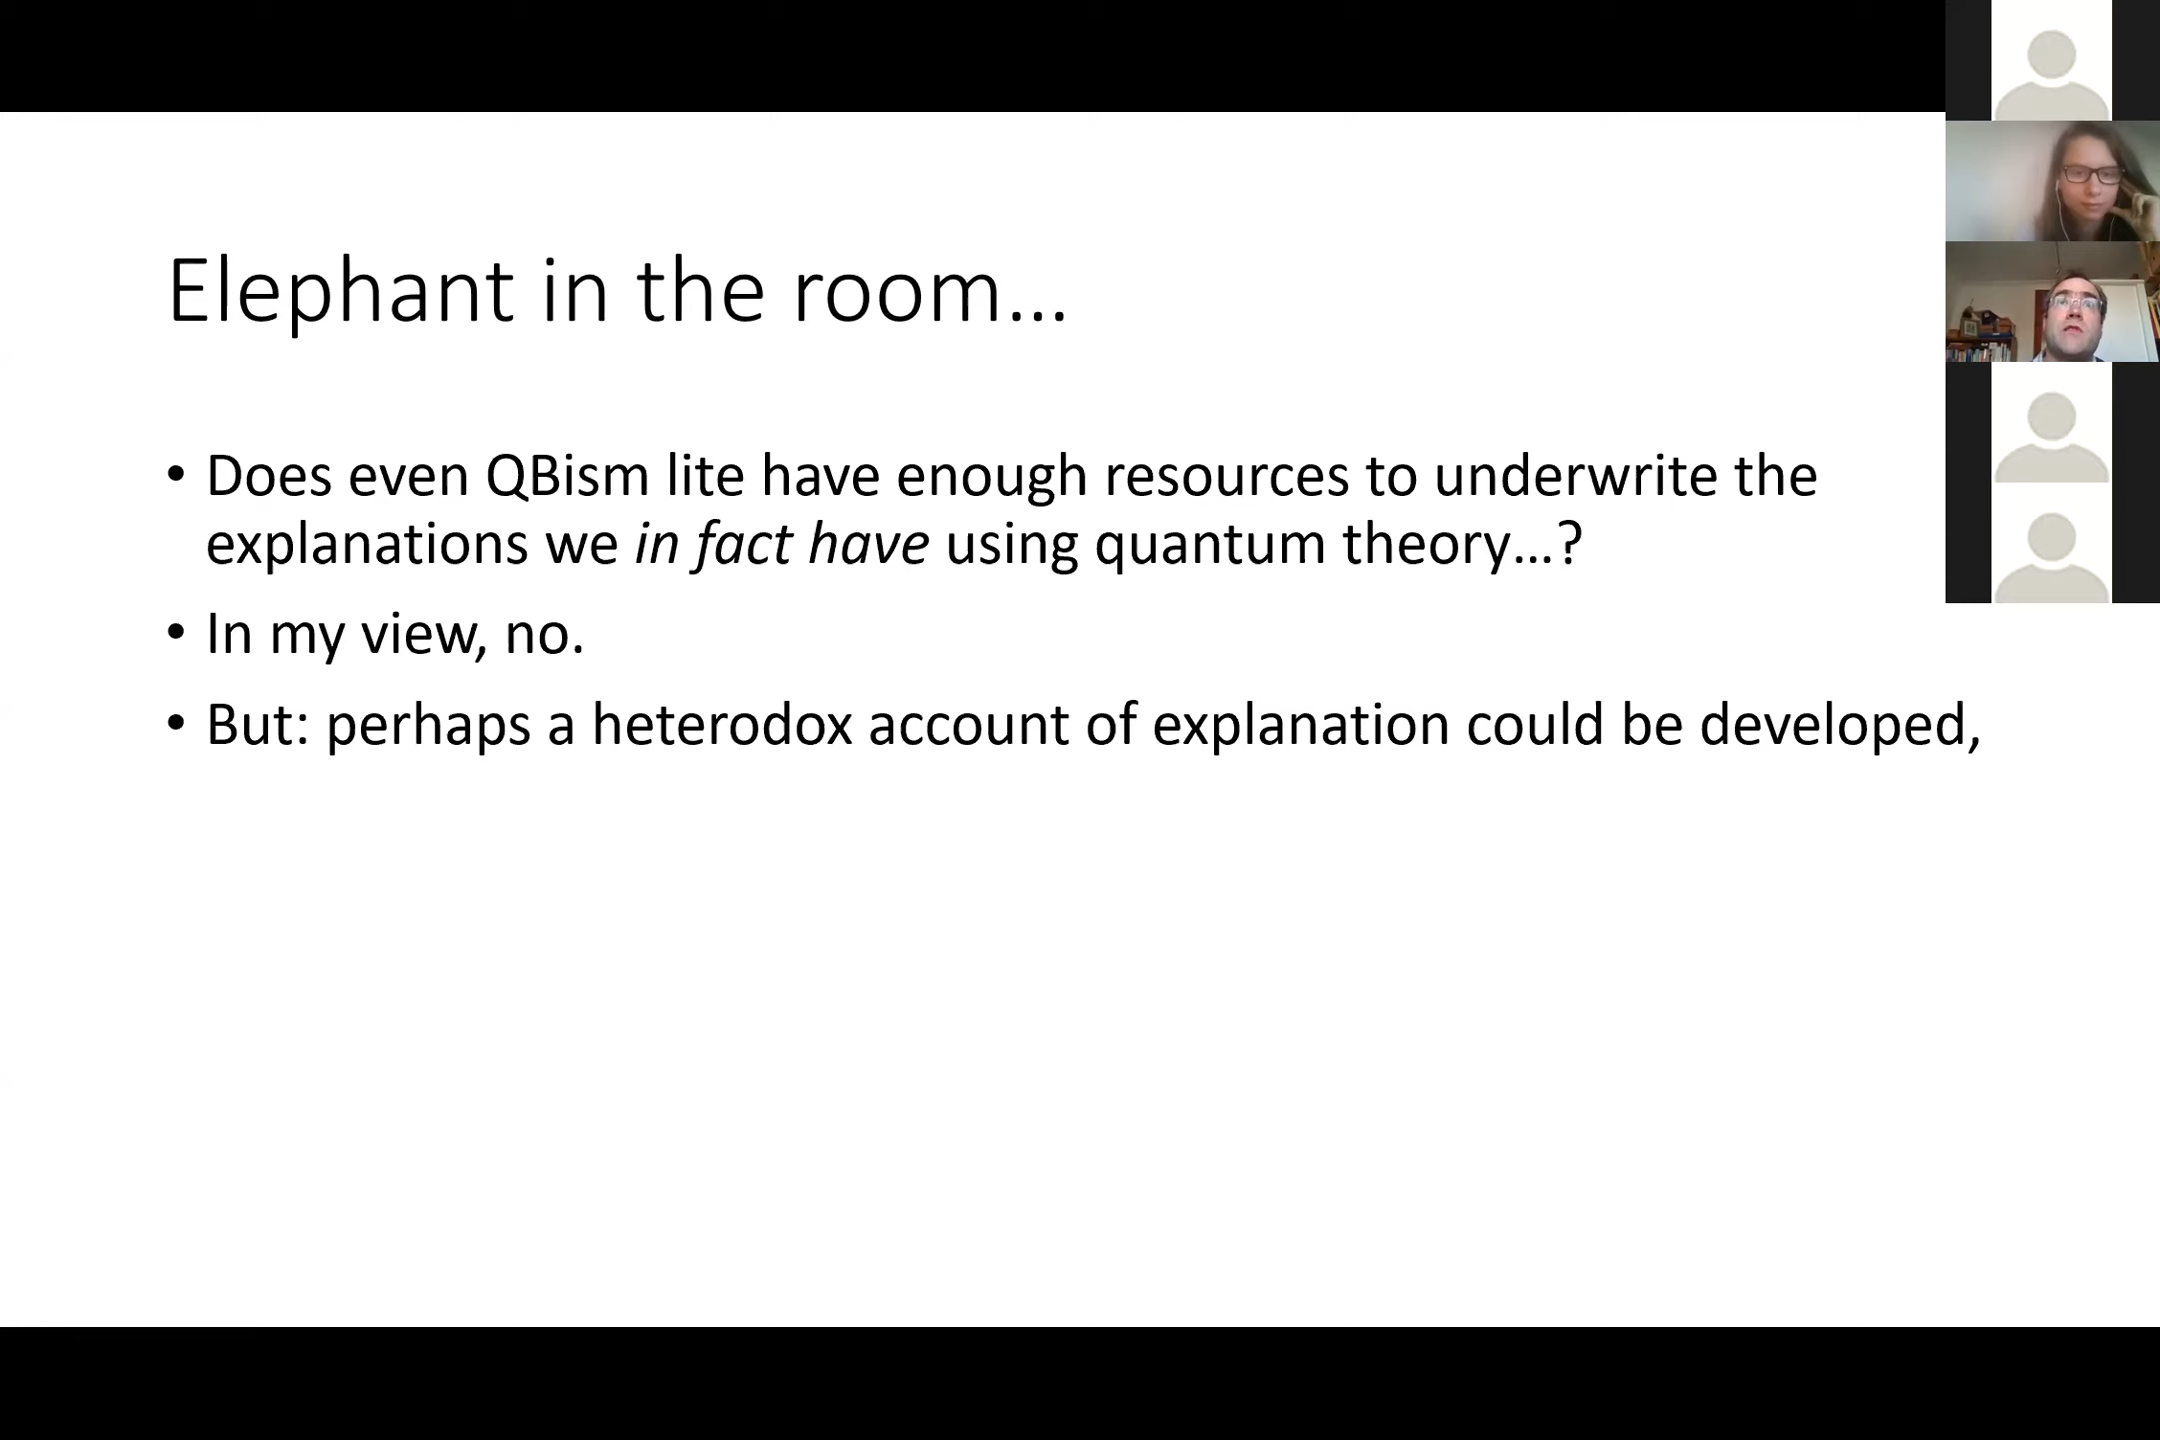 Elephant in the room…
• Does even QBism lite have enough resources to underwrite the
explanations we in fact have using quantum theory…?
• In my view, no.
• But: perhaps a heterodox account of explanation could be developed,